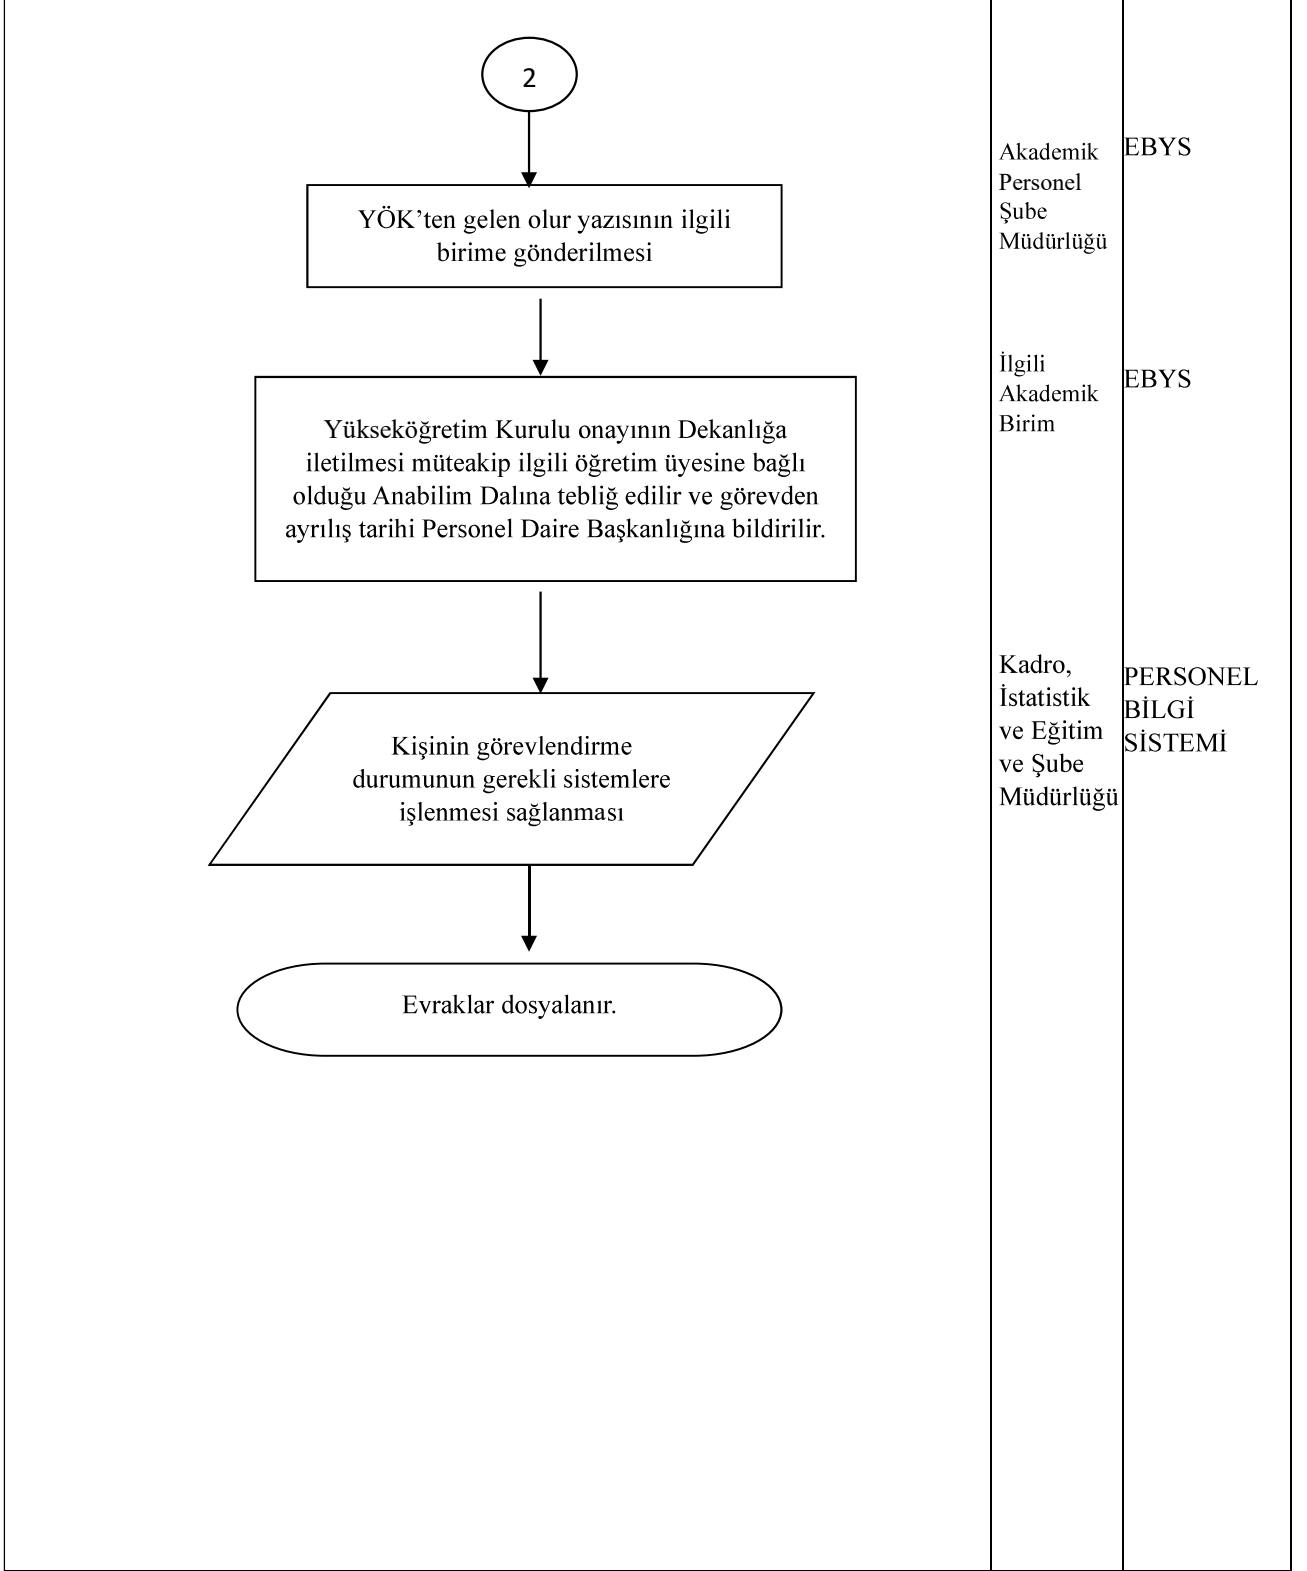 2
YÖK’ten gelen olur yazısının ilgili
birime gönderilmesi
Akademik
Personel
Şube
Müdürlüğü
EBYS
Yükseköğretim Kurulu onayının Dekanlığa
iletilmesi müteakip ilgili öğretim üyesine bağlı
olduğu Anabilim Dalına tebliğ edilir ve görevden
ayrılış tarihi Personel Daire Başkanlığına bildirilir.
İlgili
Akademik
Birim
EBYS
Kişinin görevlendirme
durumunun gerekli sistemlere
işlenmesi sağlanması
Kadro,
İstatistik
ve Eğitim
ve Şube
Müdürlüğü
PERSONEL
BİLGİ
SİSTEMİ
Evraklar dosyalanır.